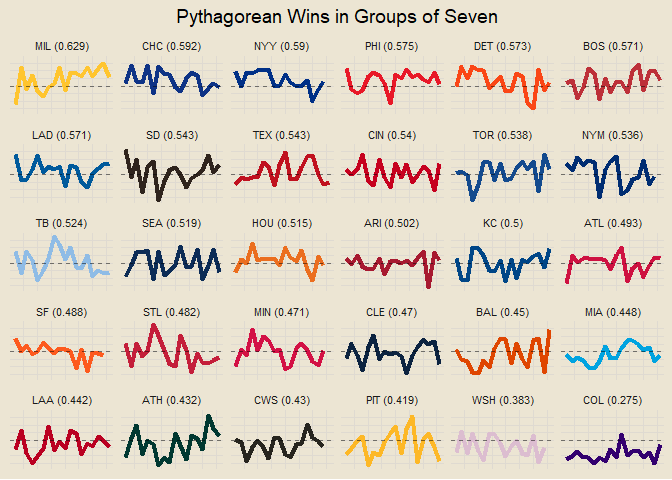 Pythagorean Wins in Groups of Seven
MIL (0.629) CHC (0.592) NYY (0.59) PHI (0.575) DET (0.573) BOS (0.571)
LAD (0.571) SD (0.543) TEX (0.543) CIN (0.54) TOR (0.538) NYM (0.536)
TB (0.524) SEA (0.519) HOU (0.515) ARI (0.502) KC (0.5) ATL (0.493)
SF (0.488) STL (0.482) MIN (0.471) CLE (0.47) BAL (0.45) MIA (0.448)
LAA (0.442) ATH (0.432) CWS (0.43) PIT (0.419) WSH (0.383) COL (0.275)